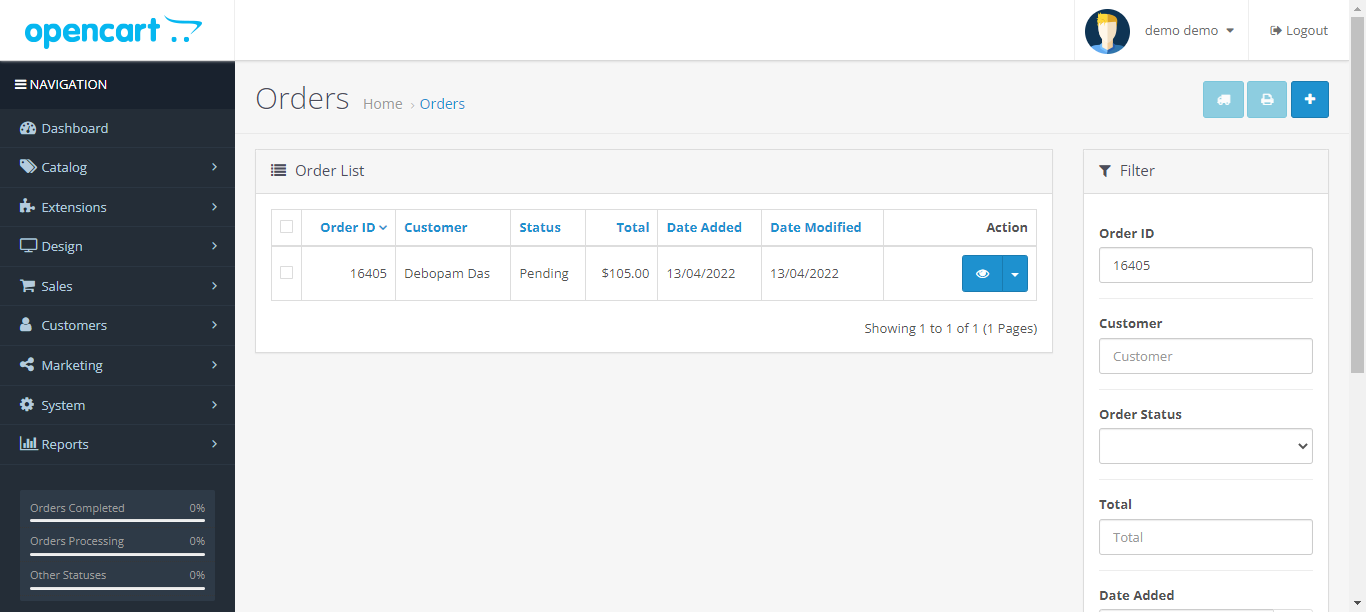 opencart
demo demo
Logout
NAVIGATION
Dashboard
Catalog
Extensions
Design
Sales
Customers
Marketing
System
Reports
Orders Completed 0%
Orders Processing 0%
Other Statuses 0%
Orders Home › Orders
Order List
Order ID Customer Status Total Date Added Date Modified Action
16405 Debopam Das Pending $105.00 13/04/2022 13/04/2022
Showing 1 to 1 of 1 (1 Pages)
Filter
Order ID
16405
Customer
Customer
Order Status
Total
Total
Date Added